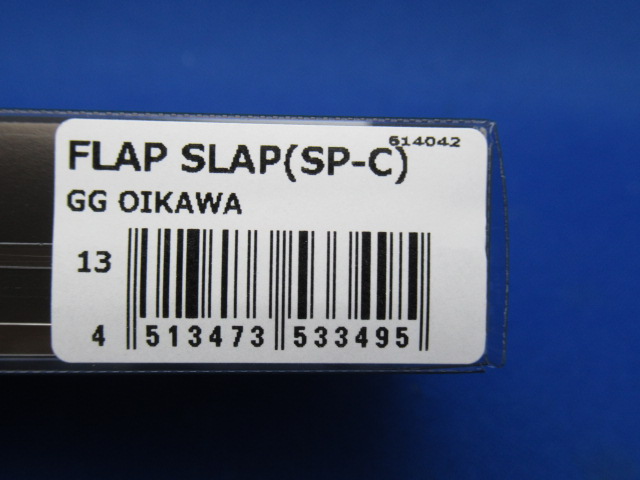 614042
FLAP SLAP(SP-C)
GG OIKAWA
13
4 513473 533495